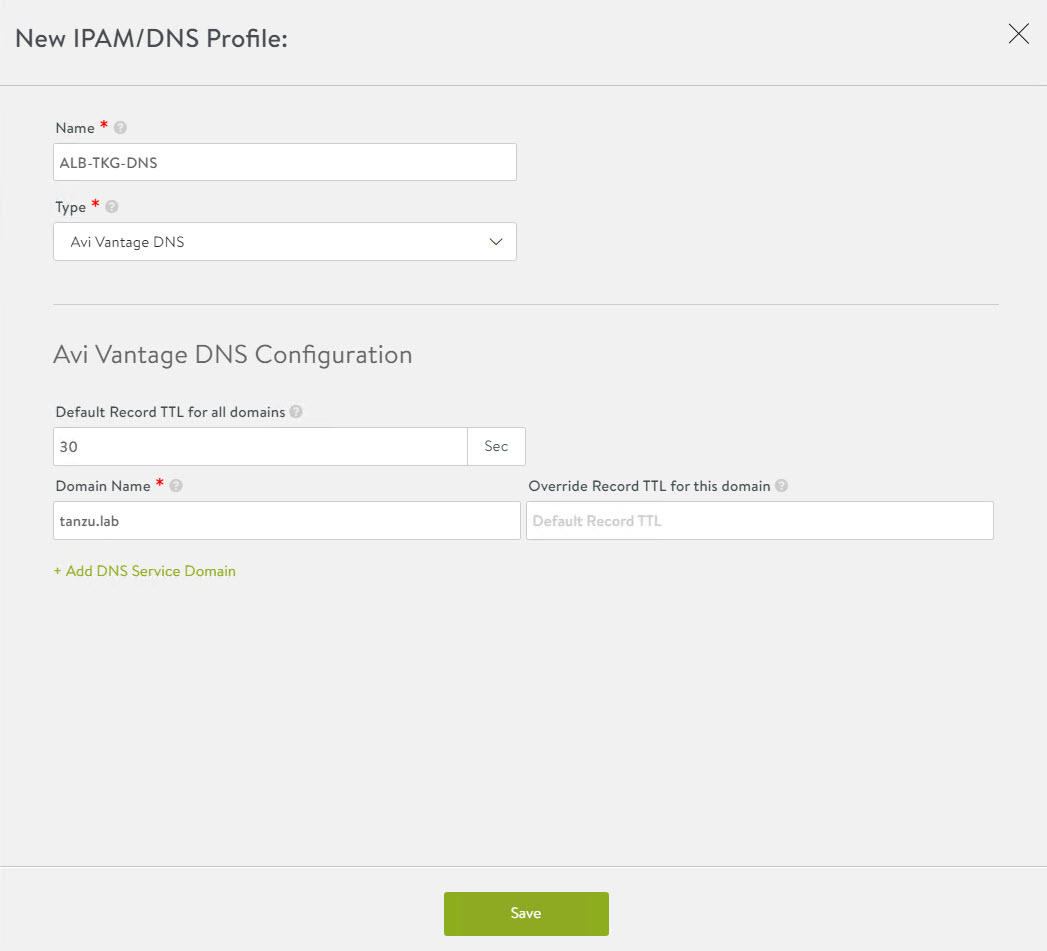 New IPAM/DNS Profile:
Name * ?
ALB-TKG-DNS
Type * ?
Avi Vantage DNS
Avi Vantage DNS Configuration
Default Record TTL for all domains ?
30 Sec
Domain Name * ? Override Record TTL for this domain ?
tanzu.lab Default Record TTL
+ Add DNS Service Domain
Save